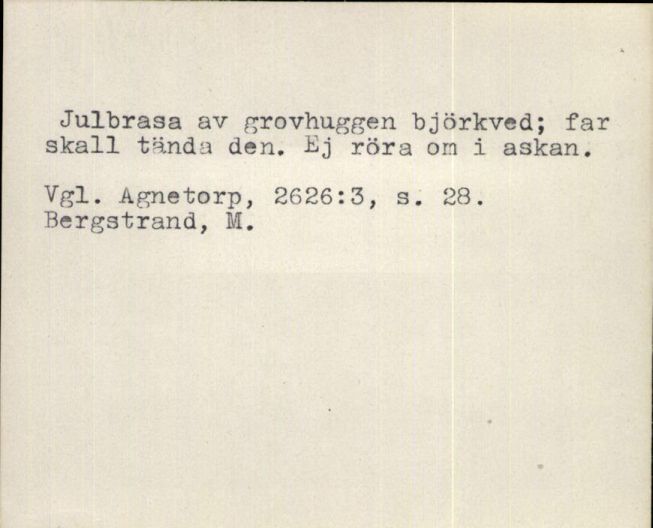 Julbrasa av grovhuggen björkved; far
skall tända den. Ej röra om i askan.
Vgl. Agnetorp, 2626:3, s. 28.
Bergstrand, M.